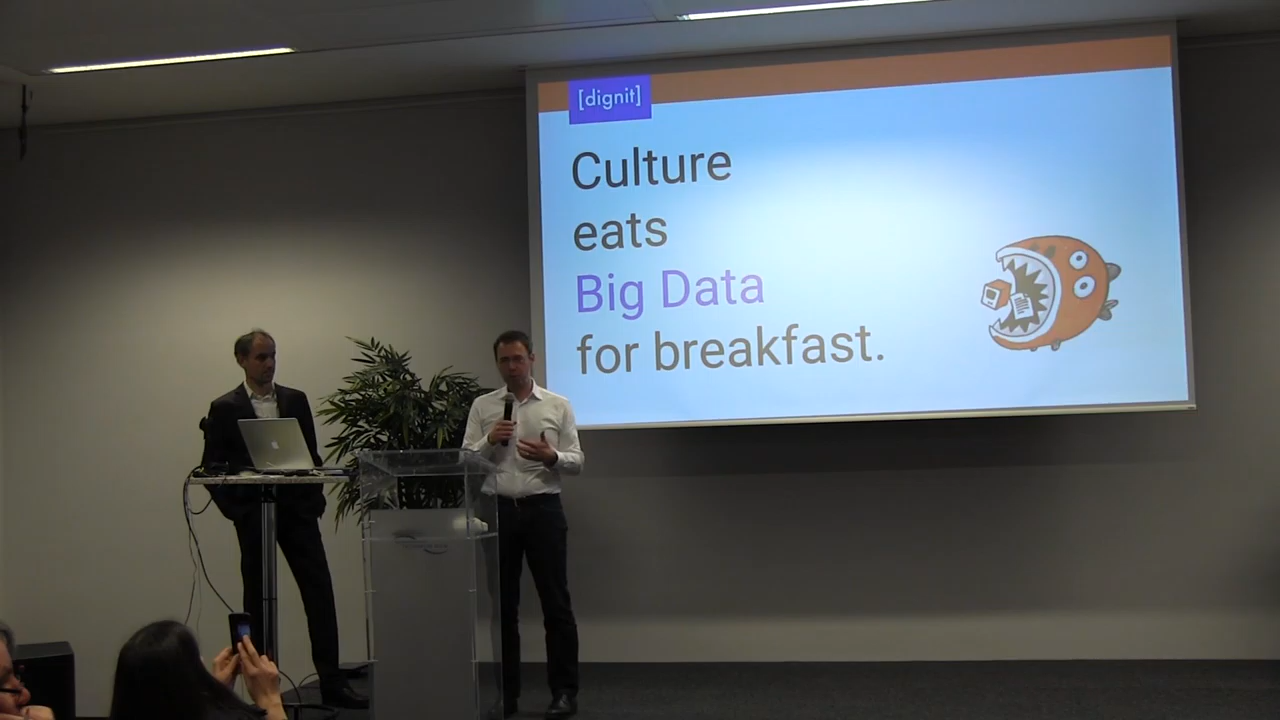 [dignit]
Culture
eats
Big Data
for breakfast.